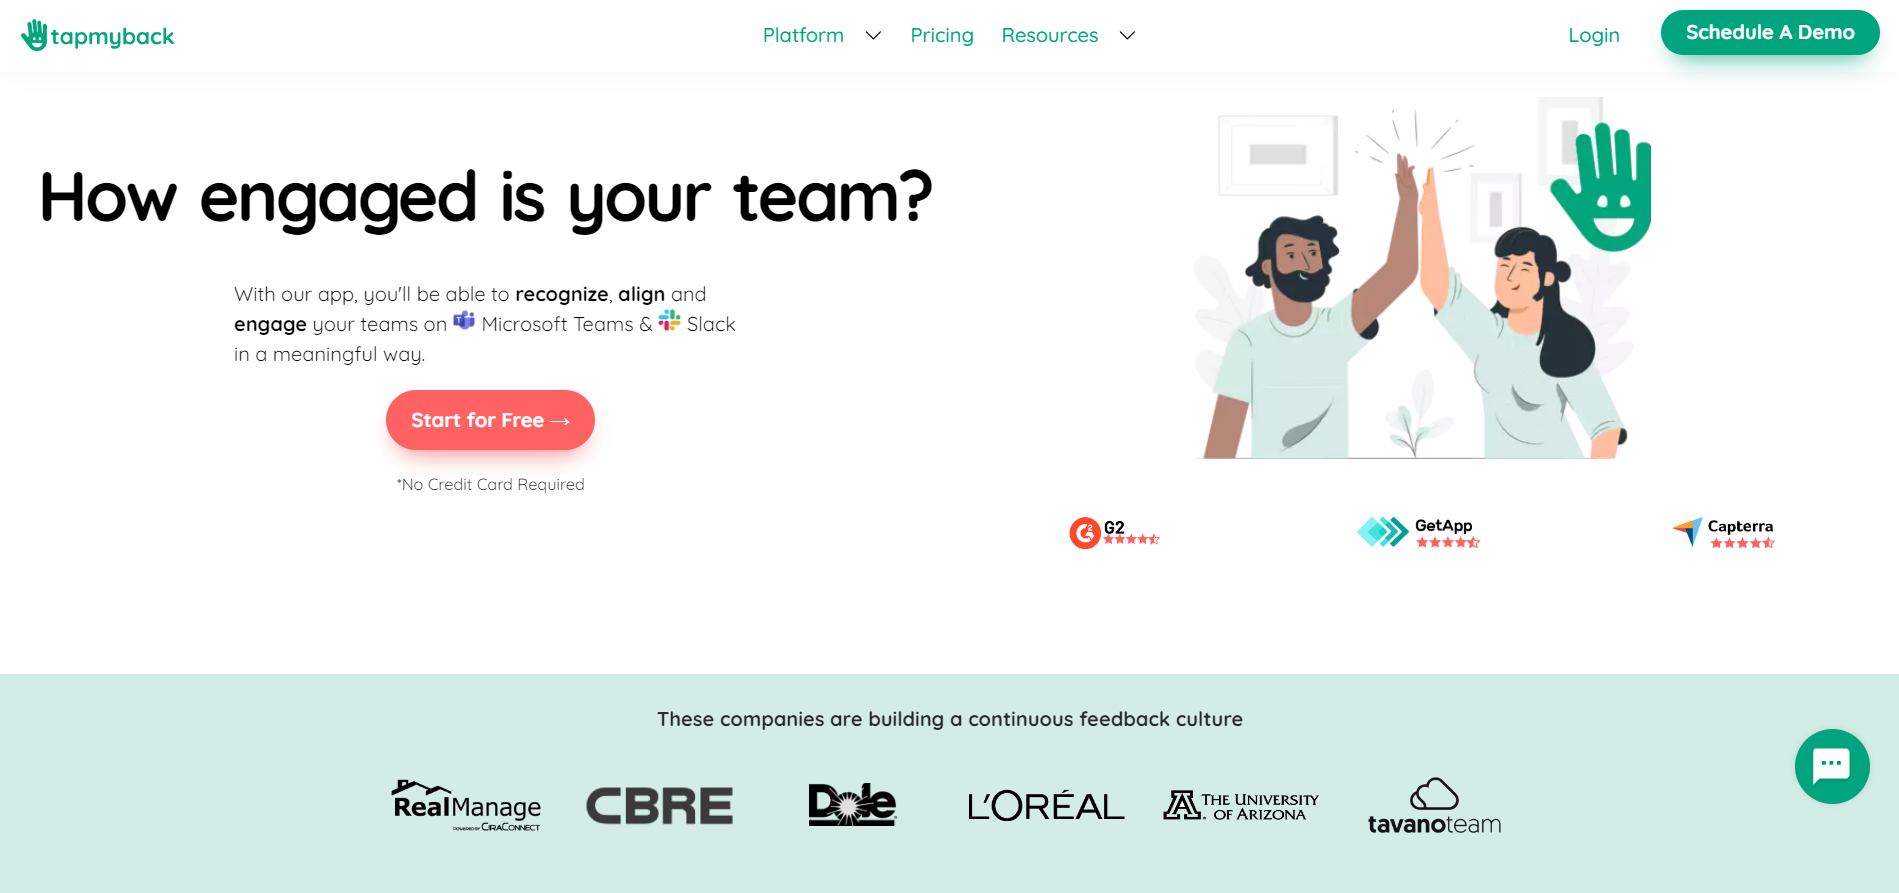 tapmyback
Platform
Pricing
Resources
Login
Schedule A Demo
How engaged is your team?
With our app, you'll be able to recognize, align and
engage your teams on Microsoft Teams & Slack
in a meaningful way.
Start for Free →
*No Credit Card Required
G2
GetApp
Capterra
These companies are building a continuous feedback culture
RealManage
POWERED BY CIRACONNECT
CBRE
Dole
L'ORÉAL
THE UNIVERSITY
OF ARIZONA
tavanoteam